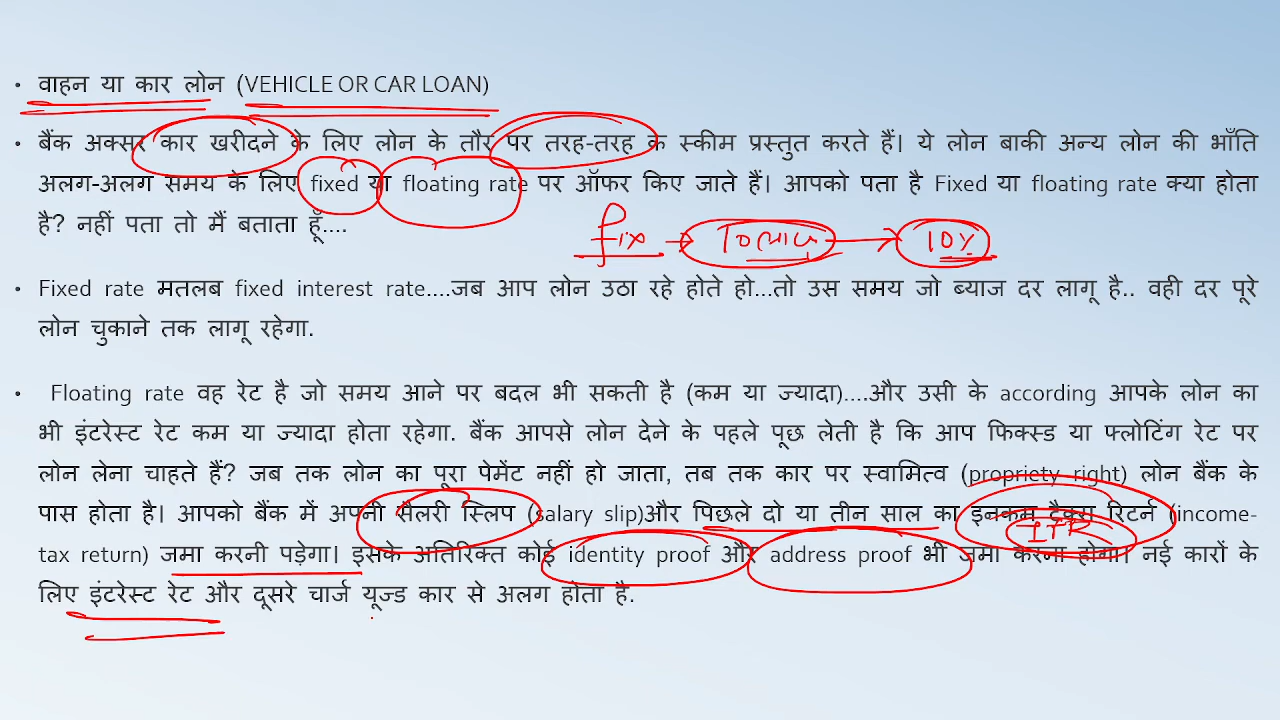 • वाहन या कार लोन (VEHICLE OR CAR LOAN)
• बैंक अक्सर कार खरीदने के लिए लोन के तौर पर तरह-तरह के स्कीम प्रस्तुत करते हैं। ये लोन बाकी अन्य लोन की भाँति
अलग-अलग समय के लिए fixed या floating rate पर ऑफर किए जाते हैं। आपको पता है Fixed या floating rate क्या होता
है? नहीं पता तो मैं बताता हूँ....
fix 10%
• Fixed rate मतलब fixed interest rate....जब आप लोन उठा रहे होते हो...तो उस समय जो ब्याज दर लागू है.. वही दर पूरे
लोन चुकाने तक लागू रहेगा.
• Floating rate वह रेट है जो समय आने पर बदल भी सकती है (कम या ज्यादा)....और उसी के according आपके लोन का
भी इंटरेस्ट रेट कम या ज्यादा होता रहेगा. बैंक आपसे लोन देने के पहले पूछ लेती है कि आप फिक्स्ड या फ्लोटिंग रेट पर
लोन लेना चाहते हैं? जब तक लोन का पूरा पेमेंट नहीं हो जाता, तब तक कार पर स्वामित्व (propriety right) लोन बैंक के
पास होता है। आपको बैंक में अपनी सैलरी स्लिप (salary slip)और पिछले दो या तीन साल का इनकम टैक्स रिटर्न (income-
ITR
tax return) जमा करनी पड़ेगा। इसके अतिरिक्त कोई identity proof और address proof भी जमा करना होगा। नई कारों के
लिए इंटरेस्ट रेट और दूसरे चार्ज यूज्ड कार से अलग होता है.